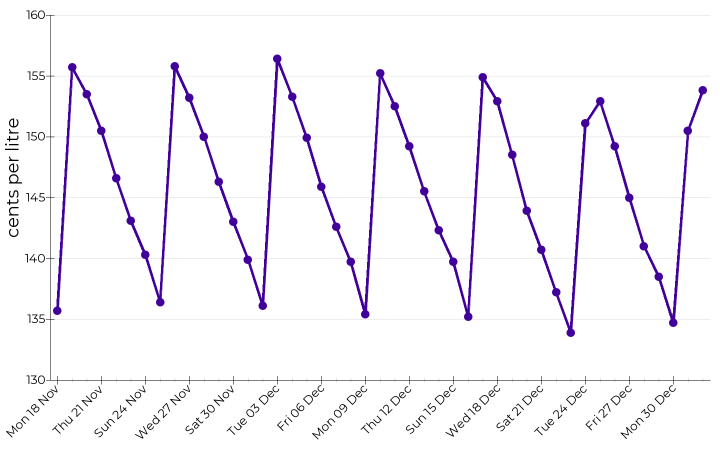 cents per litre
160
155
150
145
140
135
130
Mon 18 Nov
Thu 21 Nov
Sun 24 Nov
Wed 27 Nov
Sat 30 Nov
Tue 03 Dec
Fri 06 Dec
Mon 09 Dec
Thu 12 Dec
Sun 15 Dec
Wed 18 Dec
Sat 21 Dec
Tue 24 Dec
Fri 27 Dec
Mon 30 Dec